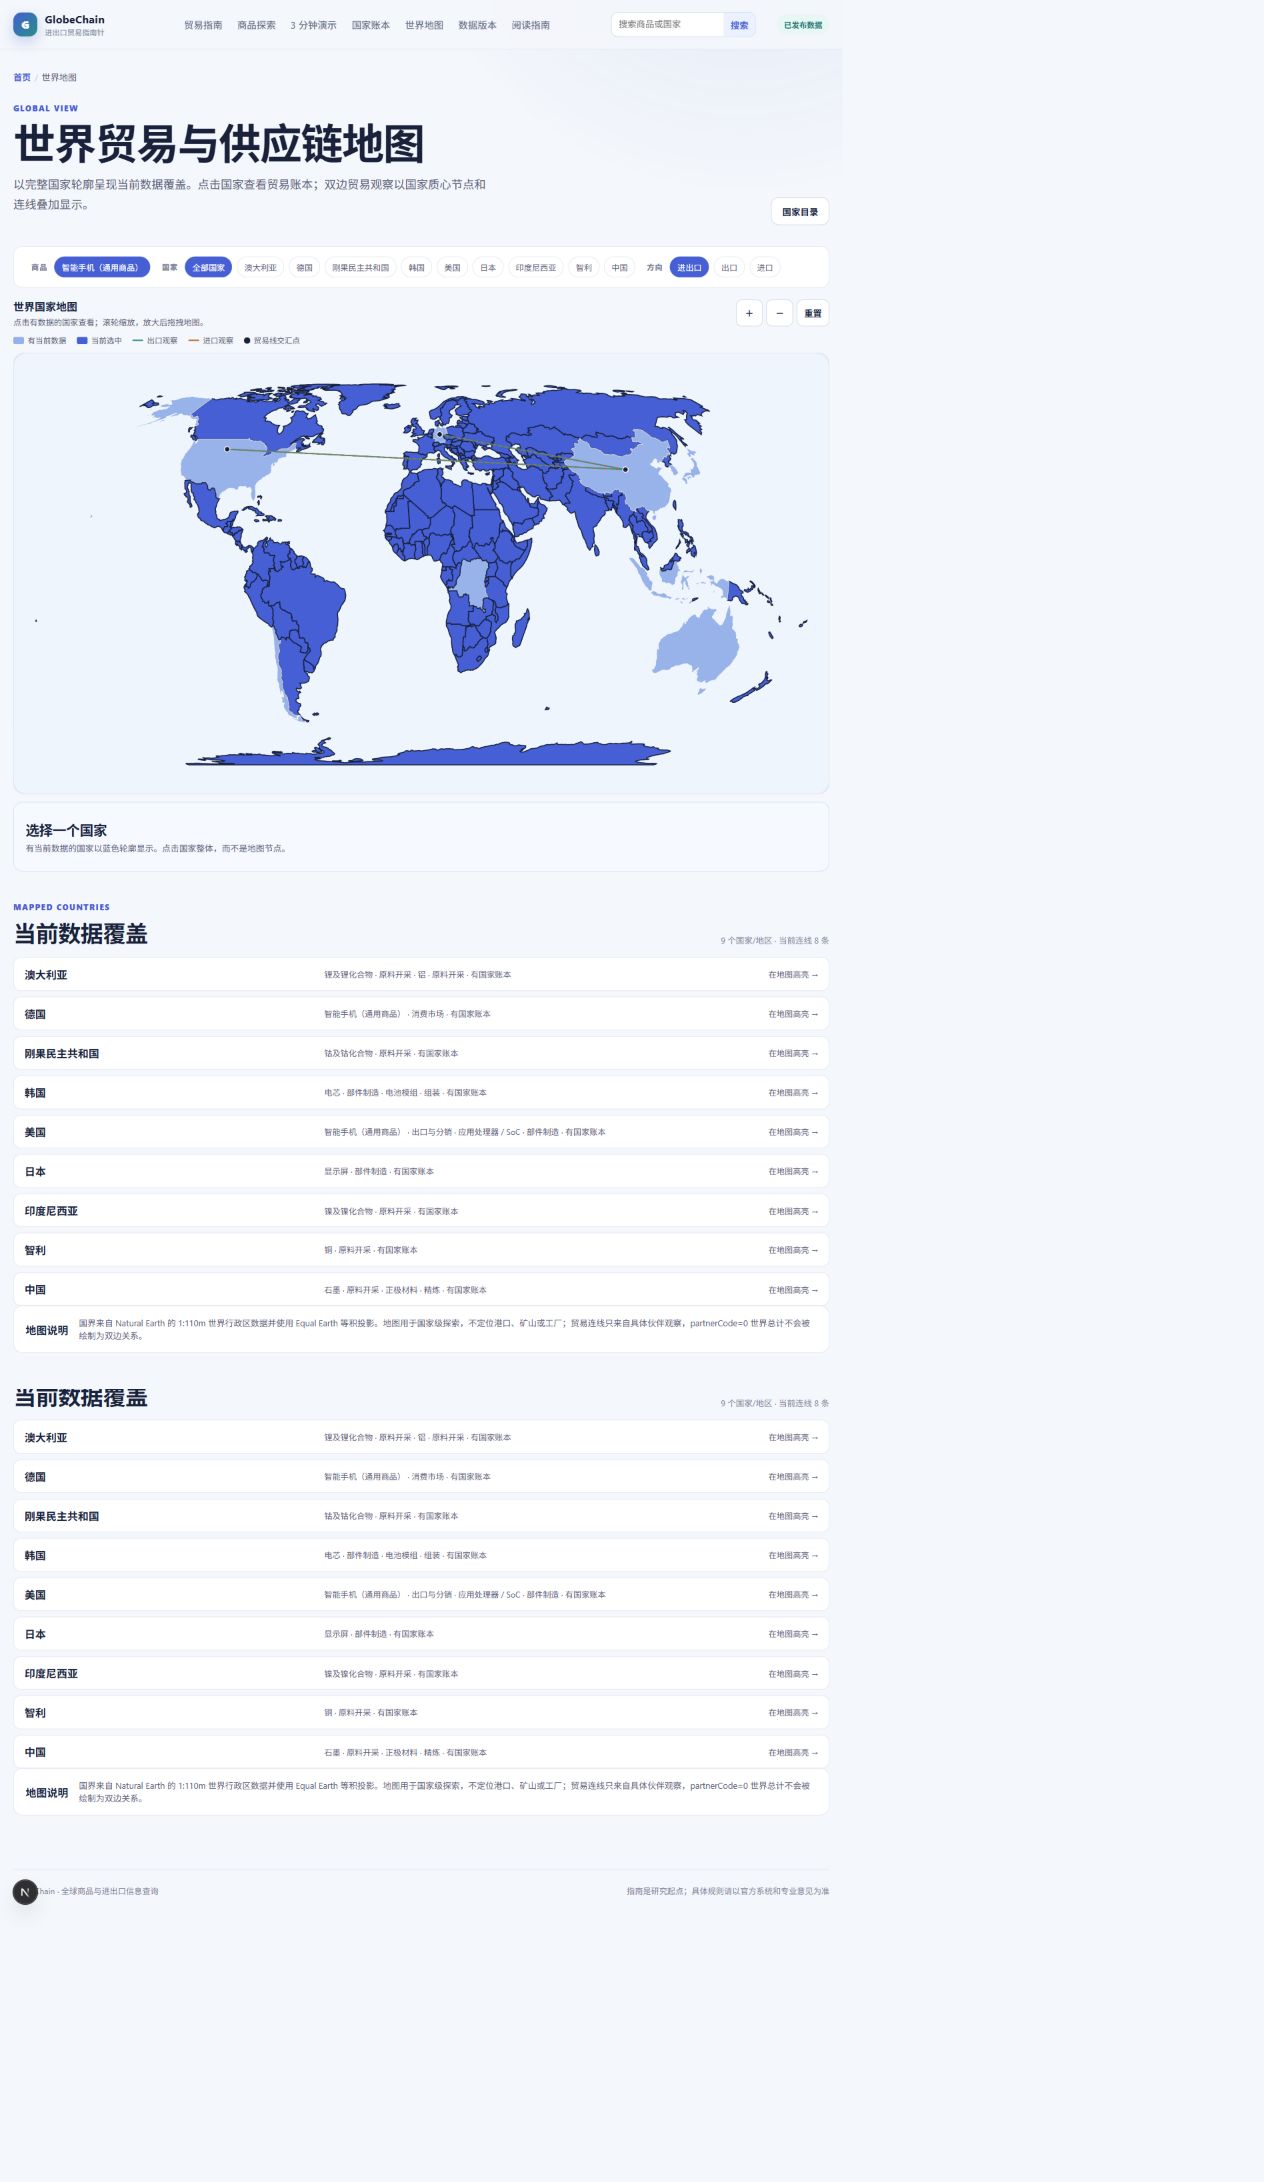 G
GlobeChain
进出口贸易指南针
贸易指南 商品探索 3 分钟演示 国家账本 世界地图 数据版本 阅读指南
搜索商品或国家 搜索
已发布数据
首页 / 世界地图
GLOBAL VIEW
世界贸易与供应链地图
以完整国家轮廓呈现当前数据覆盖。点击国家查看贸易账本；双边贸易观察以国家质心节点和
连线叠加显示。
国家目录
商品 智能手机（通用商品） 国家 全部国家 澳大利亚 德国 刚果民主共和国 韩国 美国 日本 印度尼西亚 智利 中国 方向 进出口 出口 进口
世界国家地图
点击有数据的国家查看；滚轮缩放，放大后拖拽地图。
+ − 重置
有当前数据 当前选中 出口观察 进口观察 贸易线交汇点
选择一个国家
有当前数据的国家以蓝色轮廓显示。点击国家整体，而不是地图节点。
MAPPED COUNTRIES
当前数据覆盖
9 个国家/地区 · 当前连线 8 条
澳大利亚 锂及锂化合物 · 原料开采 · 铝 · 原料开采 · 有国家账本 在地图高亮 →
德国 智能手机（通用商品） · 消费市场 · 有国家账本 在地图高亮 →
刚果民主共和国 钴及钴化合物 · 原料开采 · 有国家账本 在地图高亮 →
韩国 电芯 · 部件制造 · 电池模组 · 组装 · 有国家账本 在地图高亮 →
美国 智能手机（通用商品） · 出口与分销 · 应用处理器 / SoC · 部件制造 · 有国家账本 在地图高亮 →
日本 显示屏 · 部件制造 · 有国家账本 在地图高亮 →
印度尼西亚 镍及镍化合物 · 原料开采 · 有国家账本 在地图高亮 →
智利 铜 · 原料开采 · 有国家账本 在地图高亮 →
中国 石墨 · 原料开采 · 正极材料 · 精炼 · 有国家账本 在地图高亮 →
地图说明 国界来自 Natural Earth 的 1:110m 世界行政区数据并使用 Equal Earth 等积投影。地图用于国家级探索，不定位港口、矿山或工厂；贸易连线只来自具体伙伴观察，partnerCode=0 世界总计不会被
绘制为双边关系。
当前数据覆盖
9 个国家/地区 · 当前连线 8 条
澳大利亚 锂及锂化合物 · 原料开采 · 铝 · 原料开采 · 有国家账本 在地图高亮 →
德国 智能手机（通用商品） · 消费市场 · 有国家账本 在地图高亮 →
刚果民主共和国 钴及钴化合物 · 原料开采 · 有国家账本 在地图高亮 →
韩国 电芯 · 部件制造 · 电池模组 · 组装 · 有国家账本 在地图高亮 →
美国 智能手机（通用商品） · 出口与分销 · 应用处理器 / SoC · 部件制造 · 有国家账本 在地图高亮 →
日本 显示屏 · 部件制造 · 有国家账本 在地图高亮 →
印度尼西亚 镍及镍化合物 · 原料开采 · 有国家账本 在地图高亮 →
智利 铜 · 原料开采 · 有国家账本 在地图高亮 →
中国 石墨 · 原料开采 · 正极材料 · 精炼 · 有国家账本 在地图高亮 →
地图说明 国界来自 Natural Earth 的 1:110m 世界行政区数据并使用 Equal Earth 等积投影。地图用于国家级探索，不定位港口、矿山或工厂；贸易连线只来自具体伙伴观察，partnerCode=0 世界总计不会被
绘制为双边关系。
N
Chain · 全球商品与进出口信息查询
指南是研究起点；具体规则请以官方系统和专业意见为准